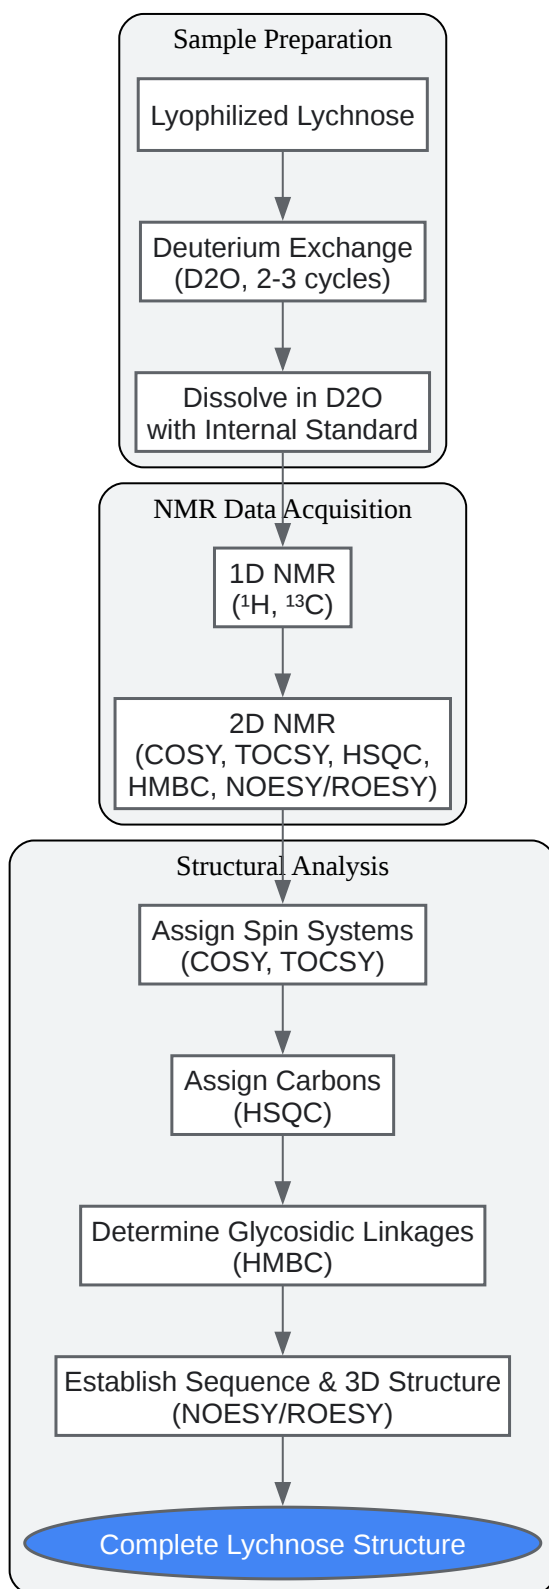 Sample Preparation
Lyophilized Lychnose
Deuterium Exchange
(D2O, 2-3 cycles)
Dissolve in D2O
with Internal Standard
NMR Data Acquisition
1D NMR
(¹H, ¹³C)
2D NMR
(COSY, TOCSY, HSQC,
HMBC, NOESY/ROESY)
Structural Analysis
Assign Spin Systems
(COSY, TOCSY)
Assign Carbons
(HSQC)
Determine Glycosidic Linkages
(HMBC)
Establish Sequence & 3D Structure
(NOESY/ROESY)
Complete Lychnose Structure